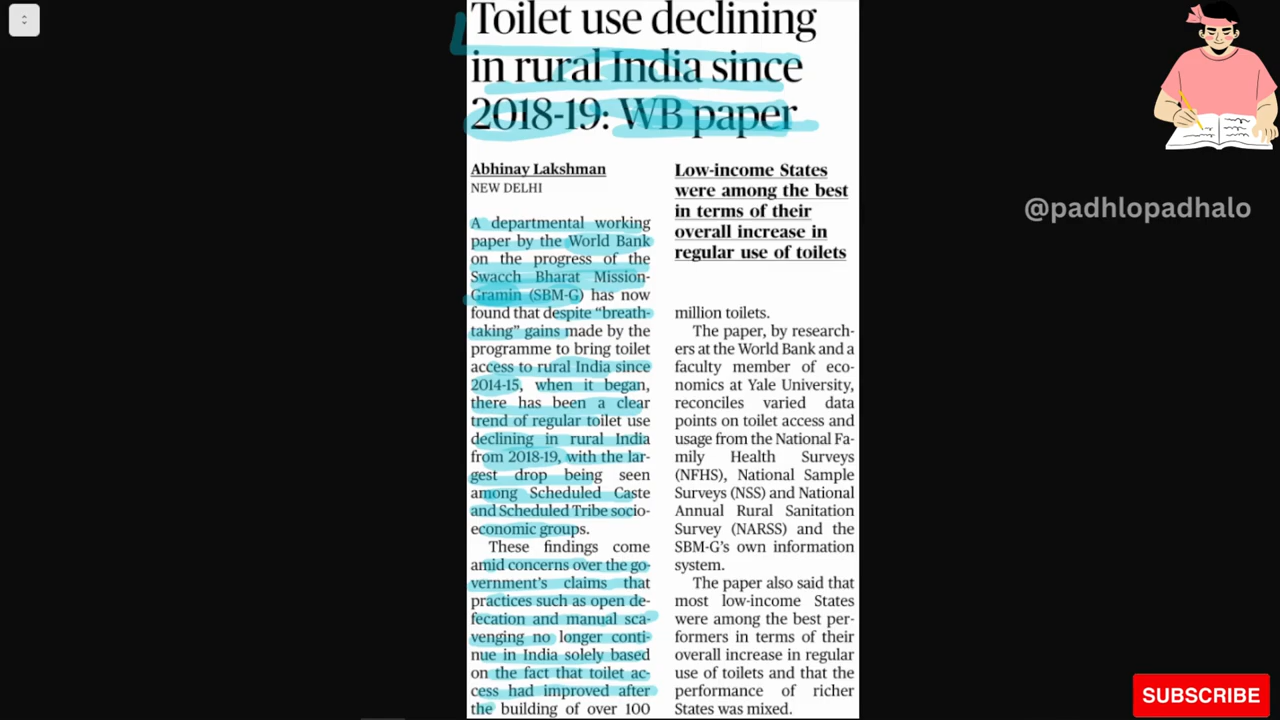 Toilet use declining
in rural India since
2018-19: WB paper
Abhinay Lakshman
NEW DELHI
A departmental working
paper by the World Bank
on the progress of the
Swacch Bharat Mission-
Gramin (SBM-G) has now
found that despite “breath-
taking” gains made by the
programme to bring toilet
access to rural India since
2014-15, when it began,
there has been a clear
trend of regular toilet use
declining in rural India
from 2018-19, with the lar-
gest drop being seen
among Scheduled Caste
and Scheduled Tribe socio-
economic groups.
These findings come
amid concerns over the go-
vernment’s claims that
practices such as open de-
fecation and manual sca-
venging no longer conti-
nue in India solely based
on the fact that toilet ac-
cess had improved after
the building of over 100
Low-income States
were among the best
in terms of their
overall increase in
regular use of toilets
million toilets.
The paper, by research-
ers at the World Bank and a
faculty member of eco-
nomics at Yale University,
reconciles varied data
points on toilet access and
usage from the National Fa-
mily Health Surveys
(NFHS), National Sample
Surveys (NSS) and National
Annual Rural Sanitation
Survey (NARSS) and the
SBM-G’s own information
system.
The paper also said that
most low-income States
were among the best per-
formers in terms of their
overall increase in regular
use of toilets and that the
performance of richer
States was mixed.
@padhlopadhalo
SUBSCRIBE